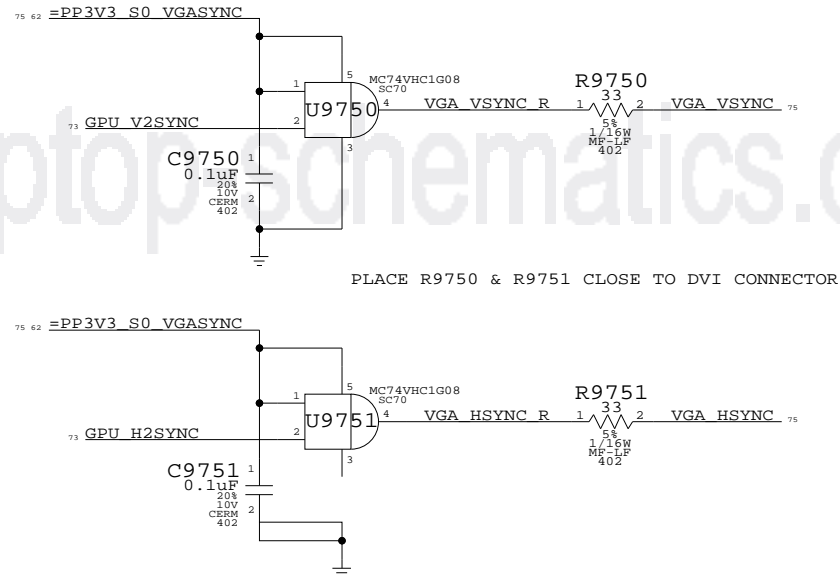 75 62 =PP3V3_S0_VGASYNC
5 MC74VHC1G08
SC70
1
U9750
4 VGA_VSYNC_R
R9750
33
1 2
5%
1/16W
MF-LF
402
VGA_VSYNC 75
73 GPU_V2SYNC
2
3
C9750
0.1uF
20%
10V
CERM
402
1
2
ptop-schematics.c
PLACE R9750 & R9751 CLOSE TO DVI CONNECTOR
75 62 =PP3V3_S0_VGASYNC
5 MC74VHC1G08
SC70
1
U9751
4 VGA_HSYNC_R
R9751
33
1 2
5%
1/16W
MF-LF
402
VGA_HSYNC 75
73 GPU_H2SYNC
2
3
C9751
0.1uF
20%
10V
CERM
402
1
2